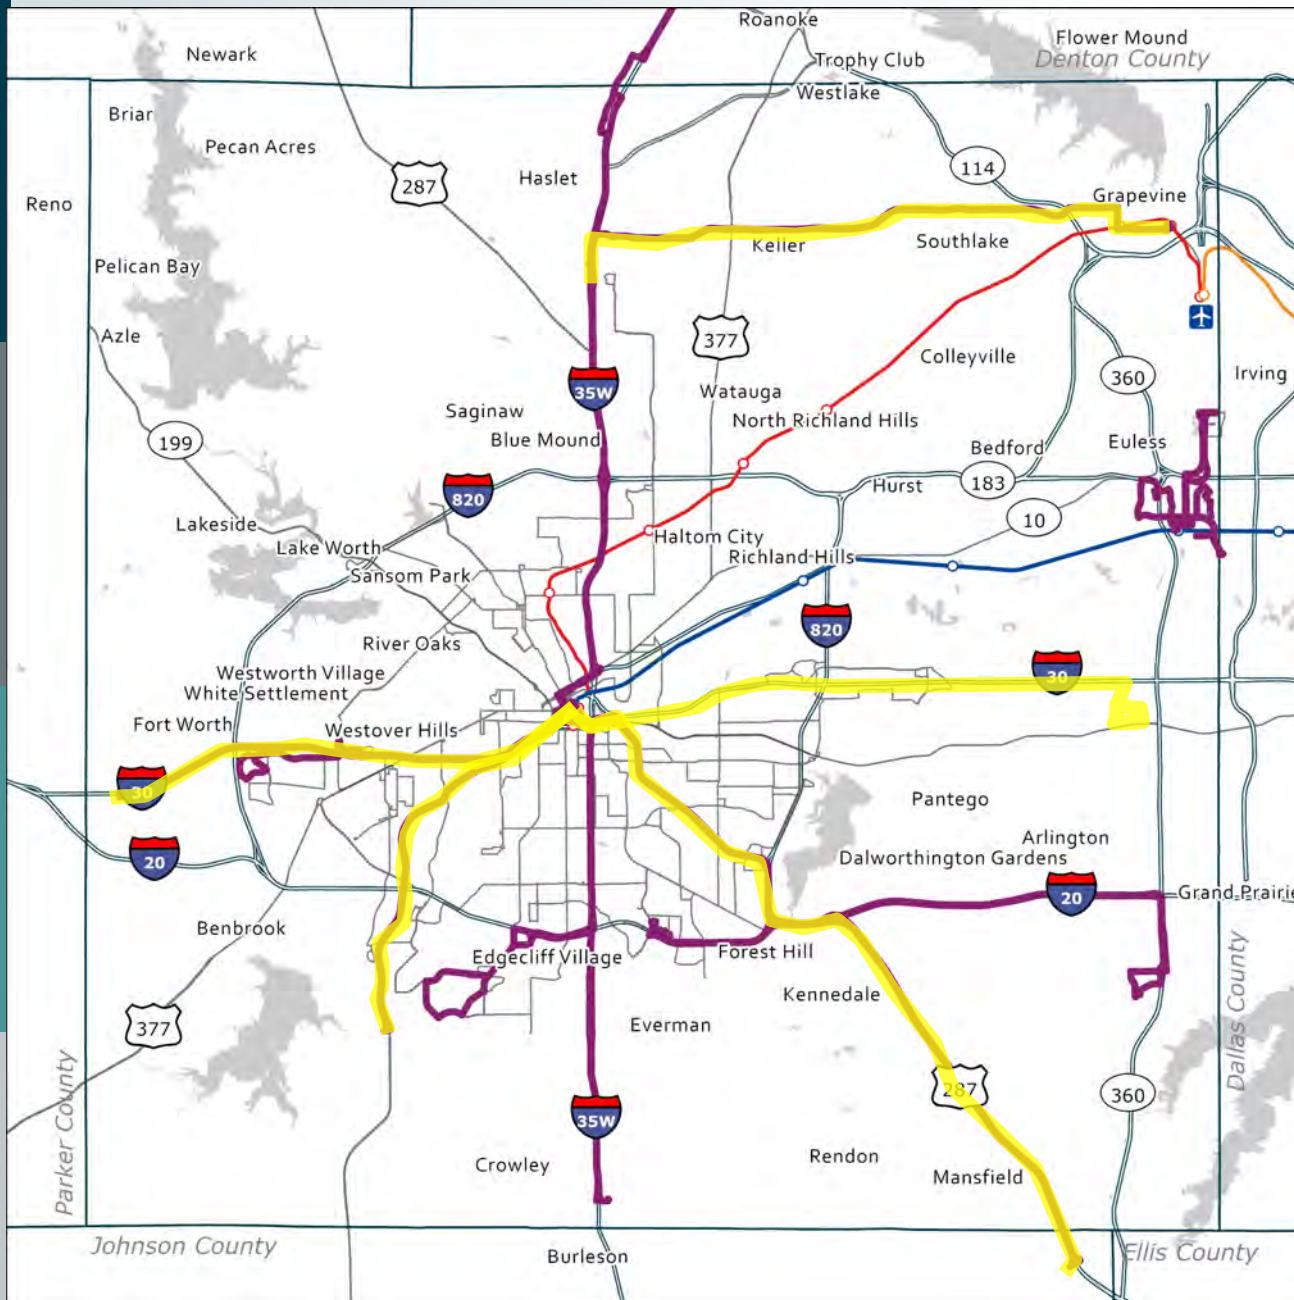 Roanoke
Flower Mound
Denton County
Newark
Trophy Club
Westlake
Briar
Pecan Acres
114
Haslet
287
Grapevine
Reno
Keller
Southlake
Pelican Bay
377
Azle
Colleyville
360
Irving
35W
Watauga
Saginaw
North Richland Hills
199
Blue Mound
Bedford
Euless
820
Hurst
183
Lakeside
10
Haltom City
Lake Worth
Richland Hills
Sansom Park
820
River Oaks
Westworth Village
30
White Settlement
Fort Worth
Westover Hills
30
Pantego
Arlington
20
Dalworthington Gardens
20
Grand Prairie
Benbrook
Edgecliff Village
Forest Hill
Kennedale
377
Everman
Dallas County
287
360
35W
Parker County
Crowley
Rendon
Mansfield
Johnson County
Burleson
Ellis County